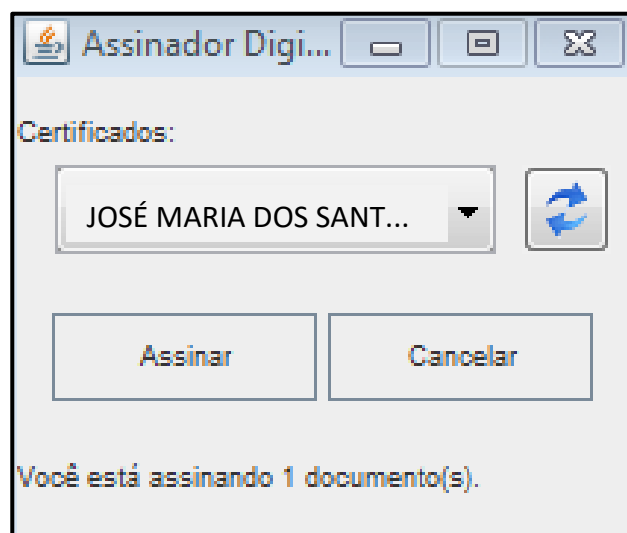 Assinador Digi...
Certificados:
JOSÉ MARIA DOS SANT...
Assinar
Cancelar
Você está assinando 1 documento(s).